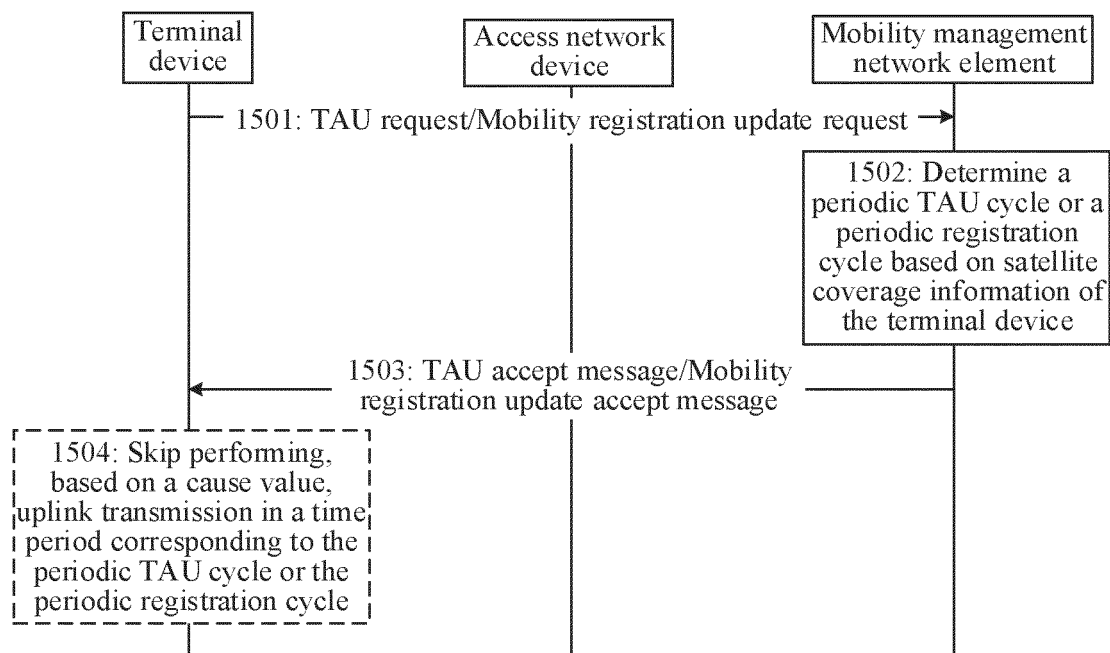 Terminal
device
Access network
device
Mobility management
network element
1501: TAU request/Mobility registration update request
1502: Determine a
periodic TAU cycle or a
periodic registration
cycle based on satellite
coverage information of
the terminal device
1503: TAU accept message/Mobility
registration update accept message
1504: Skip performing,
based on a cause value,
uplink transmission in a time
period corresponding to the
periodic TAU cycle or the
periodic registration cycle